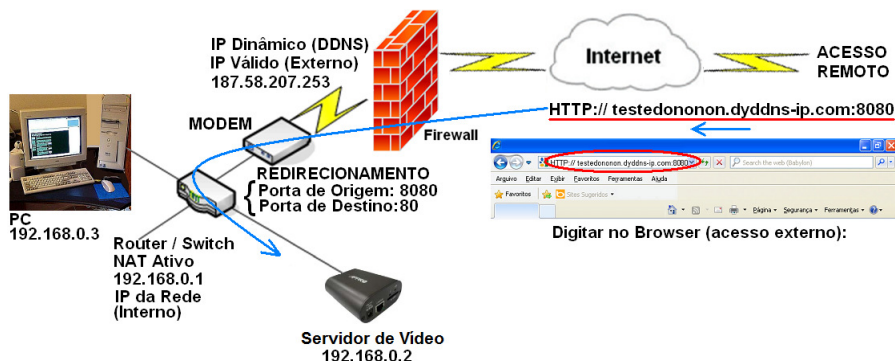 IP Dinâmico (DDNS)
IP Válido (Externo)
187.58.207.253
Internet
ACESSO
REMOTO
HTTP:// testedononon.dyddns-ip.com:8080
MODEM
Firewall
REDIRECIONAMENTO
Porta de Origem: 8080
Porta de Destino:80
PC
192.168.0.3
Router / Switch
NAT Ativo
192.168.0.1
IP da Rede
(Interno)
HTTP:// testedononon.dyddns-ip.com:8080
Search the web (Babylon)
Arquivo Editar Exibir Favoritos Ferramentas Ajuda
Favoritos
Sites Sugeridos
Página
Segurança
Ferramentas
Digitar no Browser (acesso externo):
Servidor de Vídeo
192.168.0.2